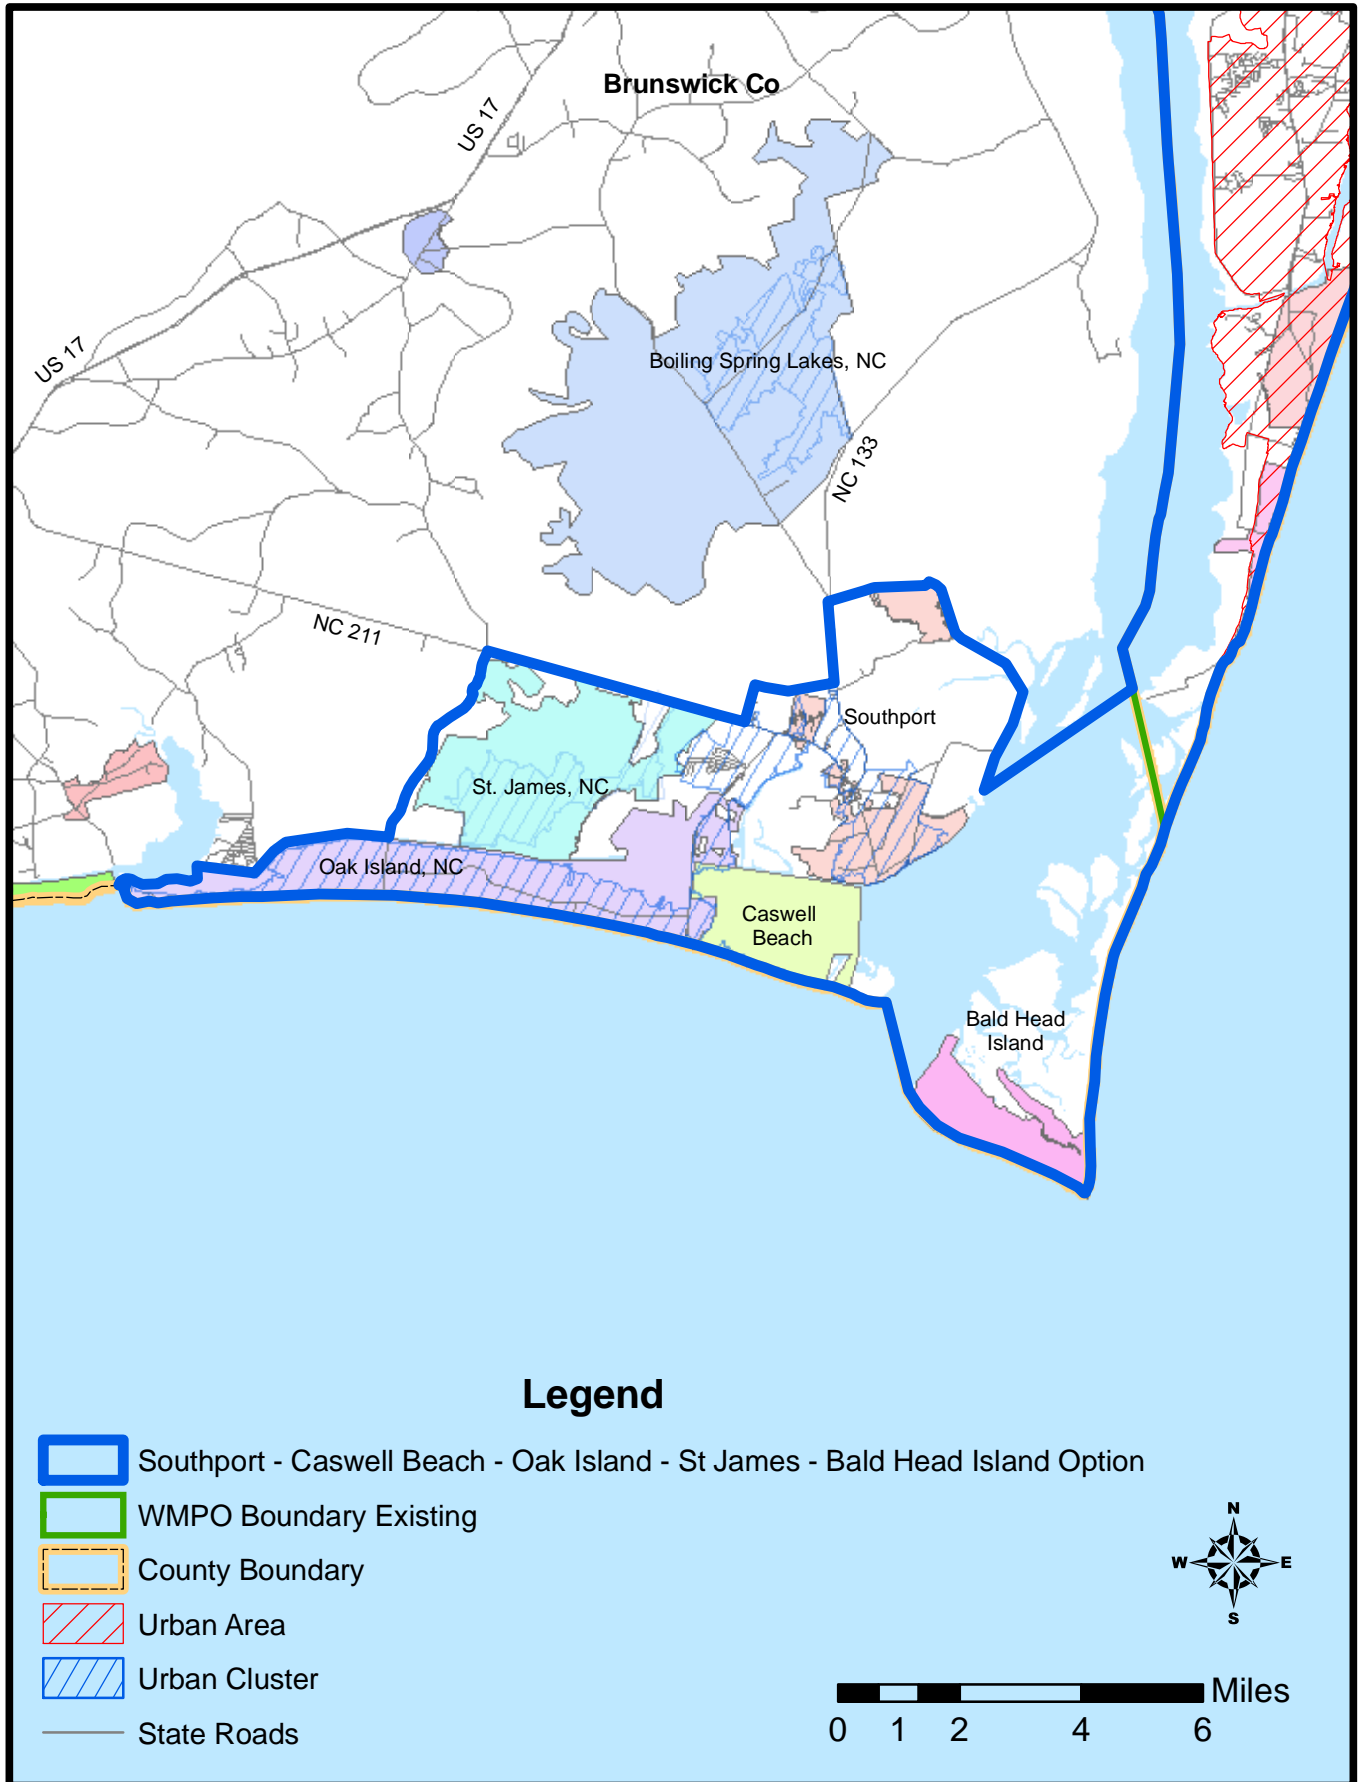 Brunswick Co
US 17
US 17
Boiling Spring Lakes, NC
NC 133
NC 211
Southport
St. James, NC
Oak Island, NC
Caswell
Beach
Bald Head
Island
Legend
Southport - Caswell Beach - Oak Island - St James - Bald Head Island Option
WMPO Boundary Existing
County Boundary
Urban Area
Urban Cluster
State Roads
N
W E
S
Miles
0 1 2 4 6